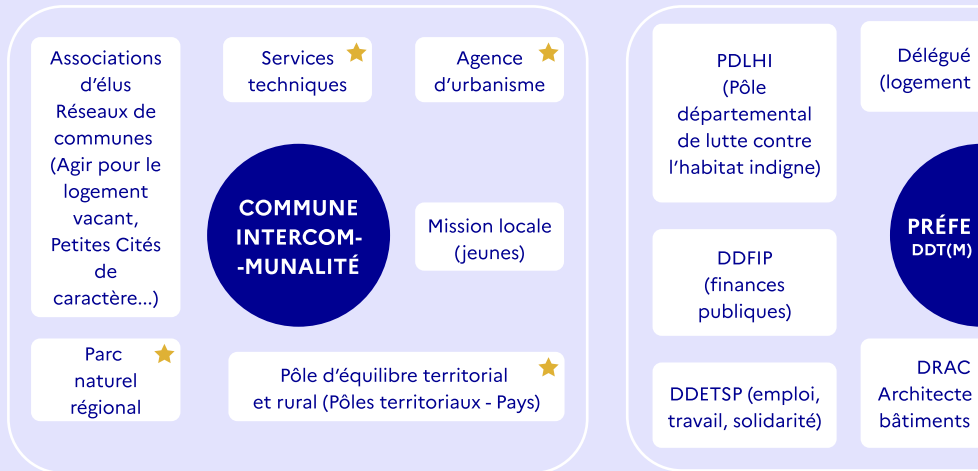 Associations
d'élus
Réseaux de
communes
(Agir pour le
logement
vacant,
Petites Cités
de
caractère...)
Services
techniques
Agence
d'urbanisme
COMMUNE
INTERCOM-
-MUNALITÉ
Mission locale
(jeunes)
Parc
naturel
régional
Pôle d'équilibre territorial
et rural (Pôles territoriaux - Pays)
PDLHI
(Pôle
départemental
de lutte contre
l'habitat indigne)
Délégué
(logement
PRÉFE
DDT(M)
DDFIP
(finances
publiques)
DDETSP (emploi,
travail, solidarité)
DRAC
Architecte
bâtiments